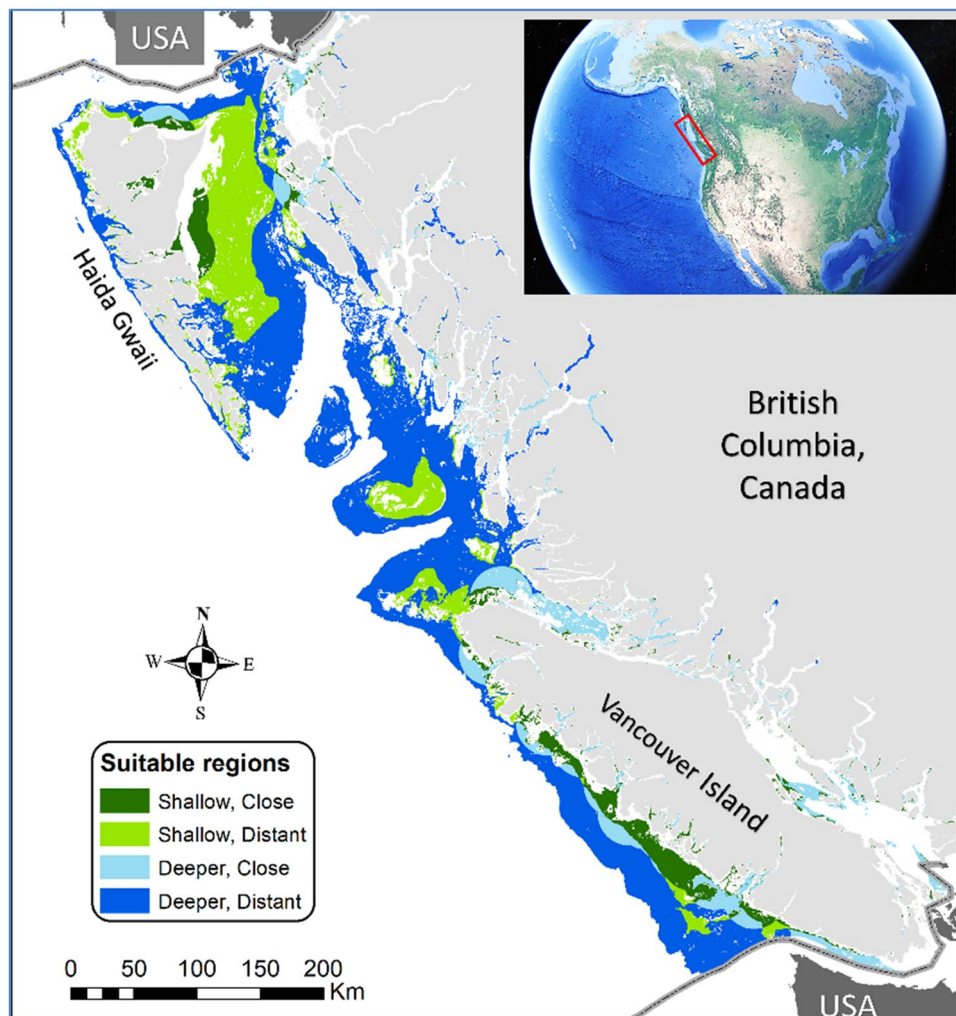 USA
Haida Gwaii
British
Columbia,
Canada
N
W
E
S
Vancouver Island
Suitable regions
Shallow, Close
Shallow, Distant
Deeper, Close
Deeper, Distant
0 50 100 150 200
Km
USA